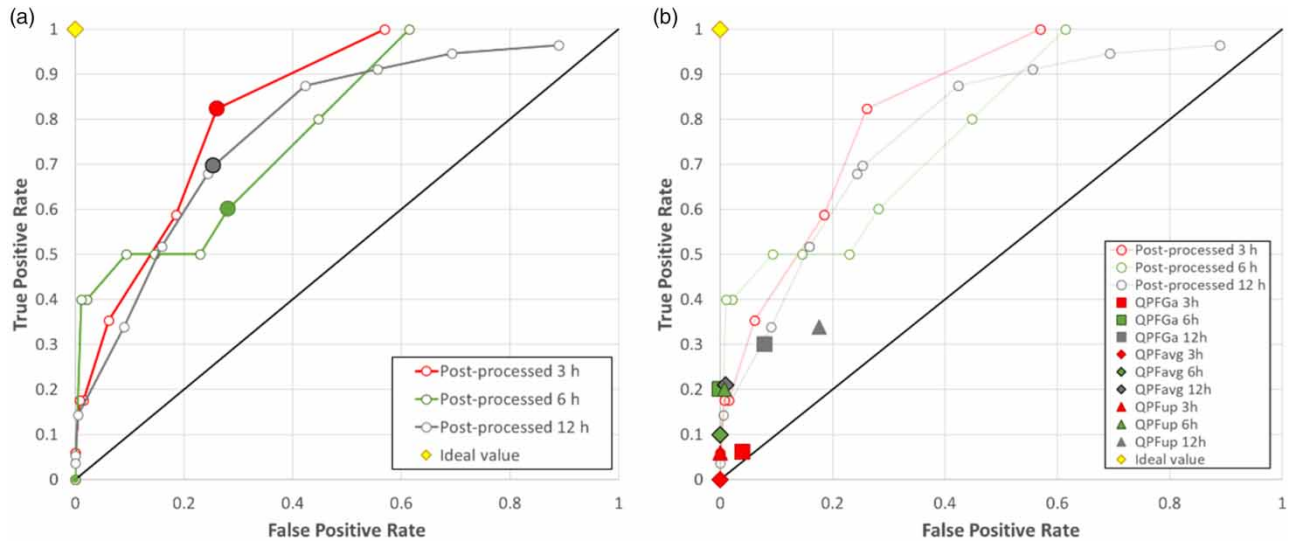 (a)
True Positive Rate
1
0.9
0.8
0.7
0.6
0.5
0.4
0.3
0.2
0.1
0
0
0.2
0.4
0.6
0.8
1
False Positive Rate
Post-processed 3 h
Post-processed 6 h
Post-processed 12 h
Ideal value
(b)
True Positive Rate
1
0.9
0.8
0.7
0.6
0.5
0.4
0.3
0.2
0.1
0
0
0.2
0.4
0.6
0.8
1
False Positive Rate
Post-processed 3 h
Post-processed 6 h
Post-processed 12 h
QPFGa 3h
QPFGa 6h
QPFGa 12h
QPFavg 3h
QPFavg 6h
QPFavg 12h
QPFup 3h
QPFup 6h
QPFup 12h
Ideal value